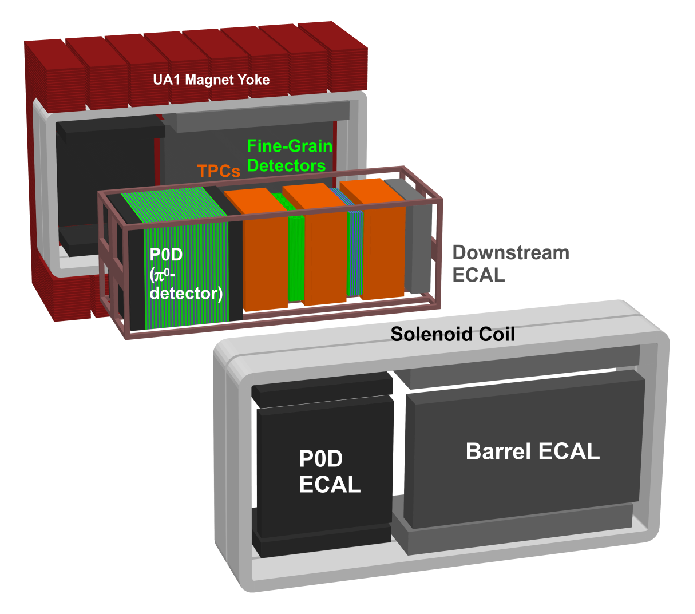 UA1 Magnet Yoke
Fine-Grain
Detectors
TPCs
P0D
(π⁰-
detector)
Downstream
ECAL
Solenoid Coil
P0D
ECAL
Barrel ECAL